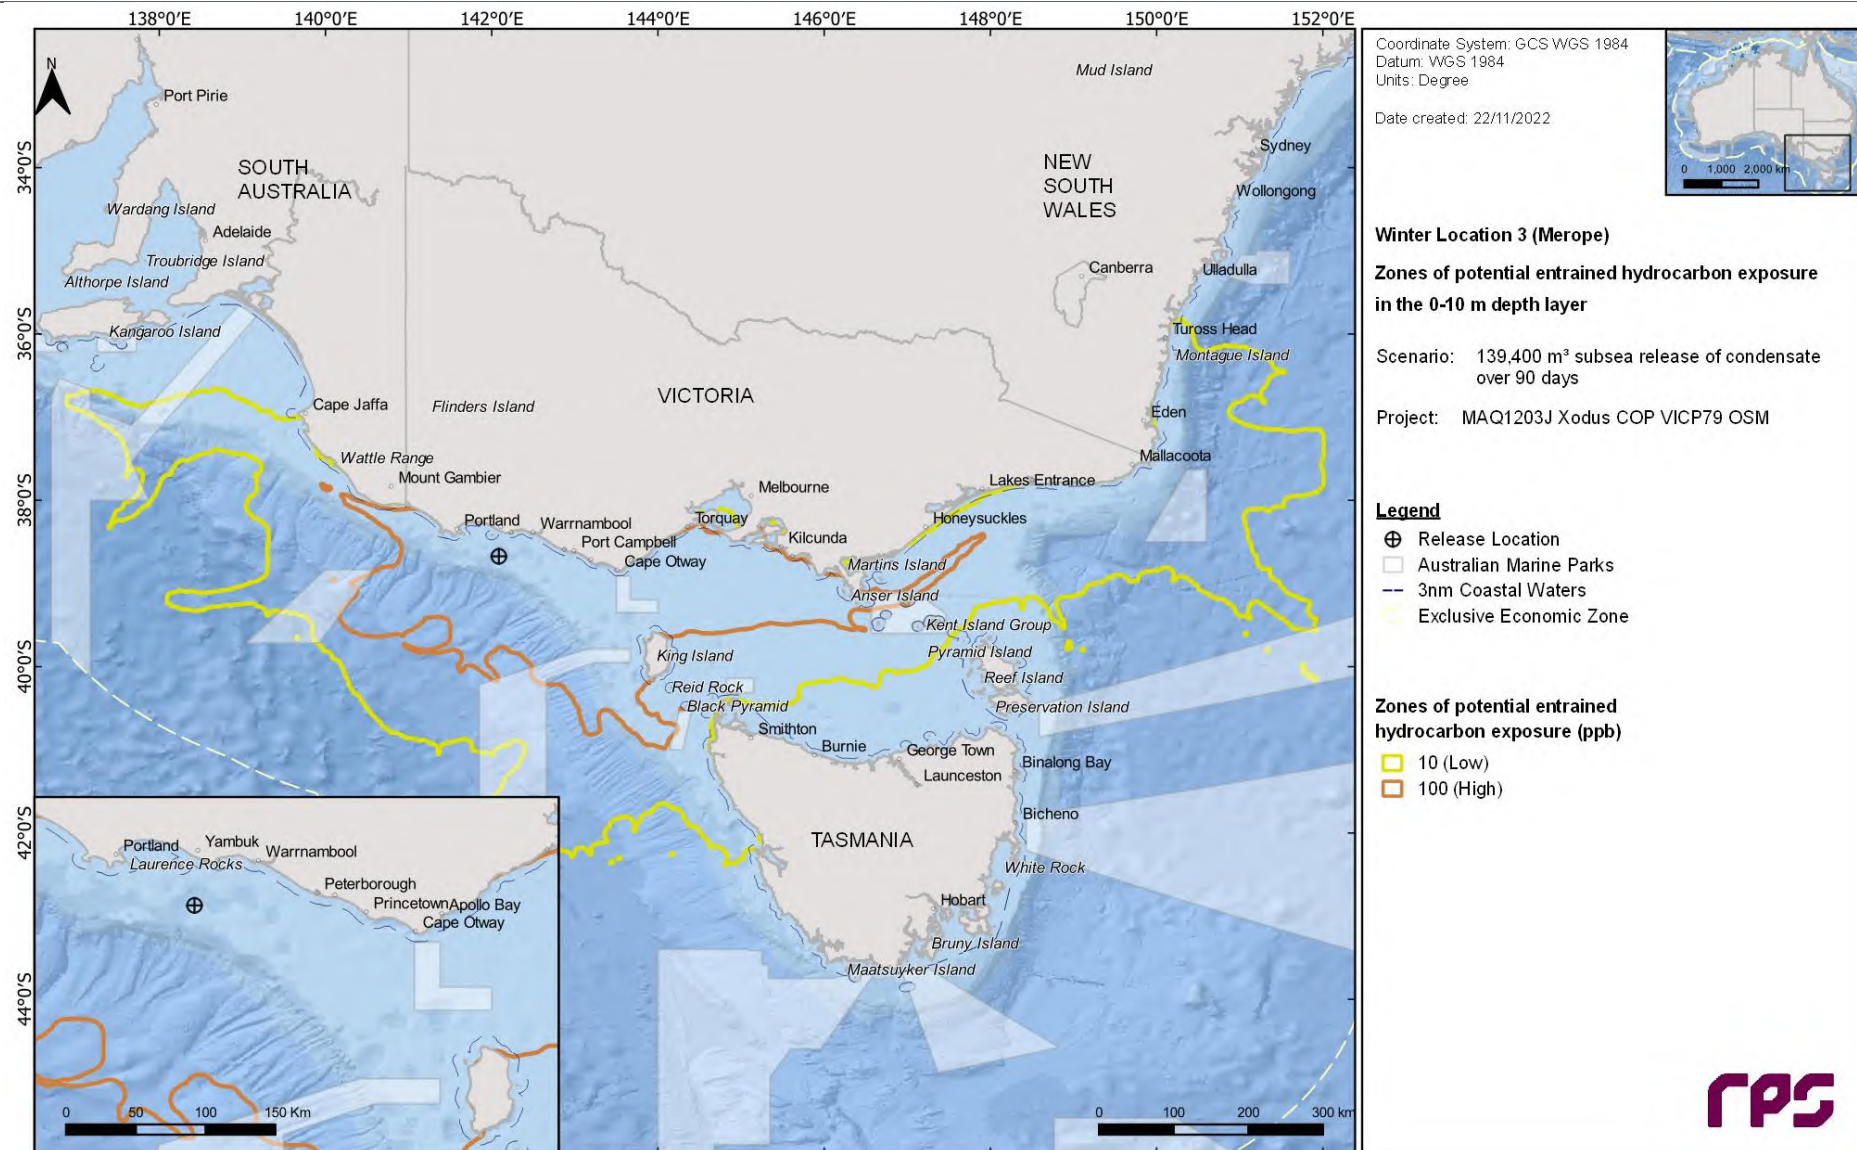 138°0'E 140°0'E 142°0'E 144°0'E 146°0'E 148°0'E 150°0'E 152°0'E
34°0'S
36°0'S
38°0'S
40°0'S
42°0'S
44°0'S
N
Mud Island
Port Pirie
Sydney
SOUTH
AUSTRALIA
NEW
SOUTH
WALES
Wollongong
Wardang Island
Adelaide
Troubridge Island
Althorpe Island
Canberra
Ulladulla
Kangaroo Island
Tuross Head
Montague Island
VICTORIA
Cape Jaffa
Flinders Island
Eden
Wattle Range
Mallacoota
Mount Gambier
Melbourne
Lakes Entrance
Portland
Warrnambool
Torquay
Honeysuckles
Port Campbell
Kilcunda
Cape Otway
Martins Island
Anser Island
Kent Island Group
King Island
Pyramid Island
Reef Island
Reid Rock
Black Pyramid
Preservation Island
Smithton
Burnie
George Town
Binalong Bay
Launceston
Bicheno
TASMANIA
White Rock
Hobart
Bruny Island
Maatsuyker Island
0 100 200 300 km
Portland
Yambuk
Laurence Rocks
Warrnambool
Peterborough
Princetown
Apollo Bay
Cape Otway
0 50 100 150 Km
Coordinate System: GCS WGS 1984
Datum: WGS 1984
Units: Degree
Date created: 22/11/2022
0 1,000 2,000 km
Winter Location 3 (Merope)
Zones of potential entrained hydrocarbon exposure
in the 0-10 m depth layer
Scenario: 139,400 m³ subsea release of condensate
over 90 days
Project: MAQ1203J Xodus COP VICP79 OSM
Legend
Release Location
Australian Marine Parks
3nm Coastal Waters
Exclusive Economic Zone
Zones of potential entrained
hydrocarbon exposure (ppb)
10 (Low)
100 (High)
rps